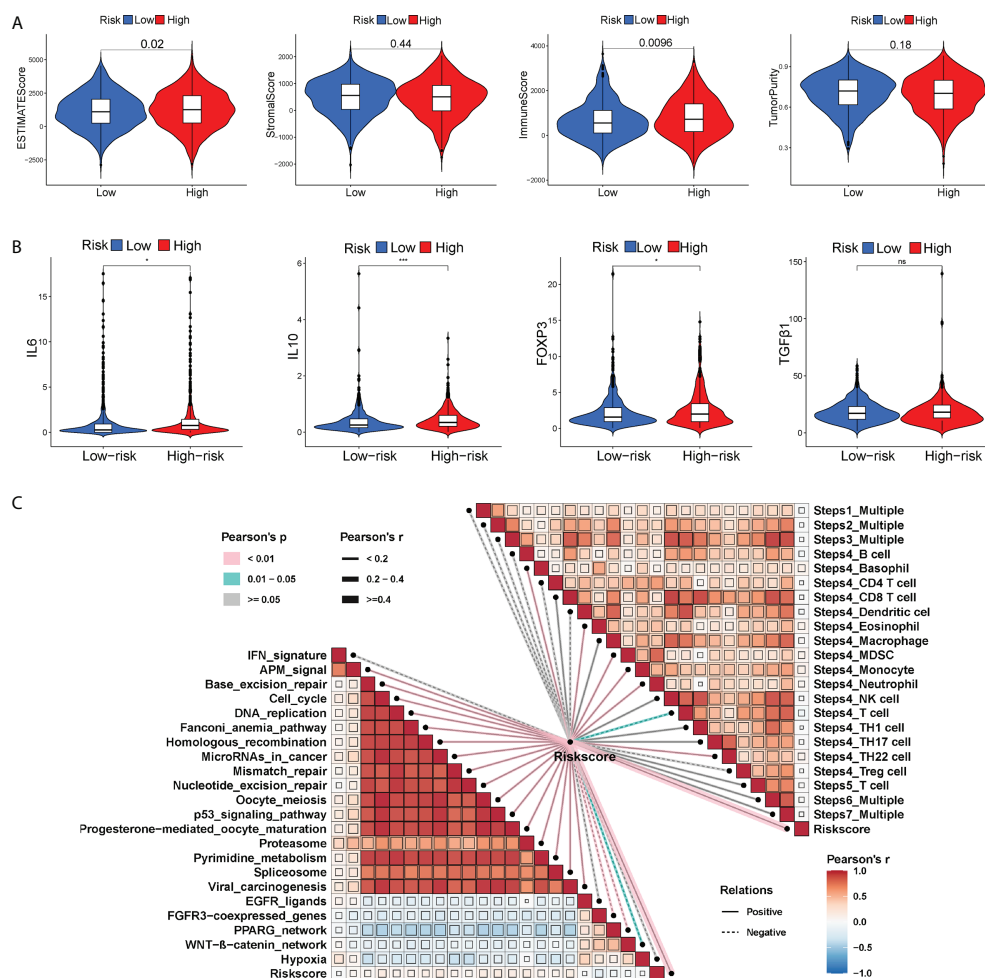 A
Risk Low High
0.02
ESTIMATEScore
5000
2500
0
−2500
Low High
Risk Low High
0.44
StromalScore
2000
1000
0
−1000
−2000
Low High
Risk Low High
0.0096
ImmuneScore
4000
2000
0
−2000
Low High
Risk Low High
0.18
TumorPurity
0.9
0.6
0.3
Low High
B
Risk Low High
*
IL6
15
10
5
0
Low−risk High−risk
Risk Low High
***
IL10
6
4
2
0
Low−risk High−risk
Risk Low High
*
FOXP3
20
15
10
5
0
Low−risk High−risk
Risk Low High
ns
TGFβ1
150
100
50
0
Low−risk High−risk
C
Pearson's p
< 0.01
0.01 − 0.05
>= 0.05
Pearson's r
< 0.2
0.2 − 0.4
>=0.4
Steps1_Multiple
Steps2_Multiple
Steps3_Multiple
Steps4_B cell
Steps4_Basophil
Steps4_CD4 T cell
Steps4_CD8 T cell
Steps4_Dendritic cel
Steps4_Eosinophil
Steps4_Macrophage
Steps4_MDSC
Steps4_Monocyte
Steps4_Neutrophil
Steps4_NK cell
Steps4_T cell
Steps4_TH1 cell
Steps4_TH17 cell
Steps4_TH22 cell
Steps4_Treg cell
Steps5_T cell
Steps6_Multiple
Steps7_Multiple
Riskscore
Riskscore
IFN_signature
APM_signal
Base_excision_repair
Cell_cycle
DNA_replication
Fanconi_anemia_pathway
Homologous_recombination
MicroRNAs_in_cancer
Mismatch_repair
Nucleotide_excision_repair
Oocyte_meiosis
p53_signaling_pathway
Progesterone−mediated_oocyte_maturation
Proteasome
Pyrimidine_metabolism
Spliceosome
Viral_carcinogenesis
EGFR_ligands
FGFR3−coexpressed_genes
PPARG_network
WNT−ß−catenin_network
Hypoxia
Riskscore
Relations
Positive
Negative
Pearson's r
1.0
0.5
0.0
−0.5
−1.0